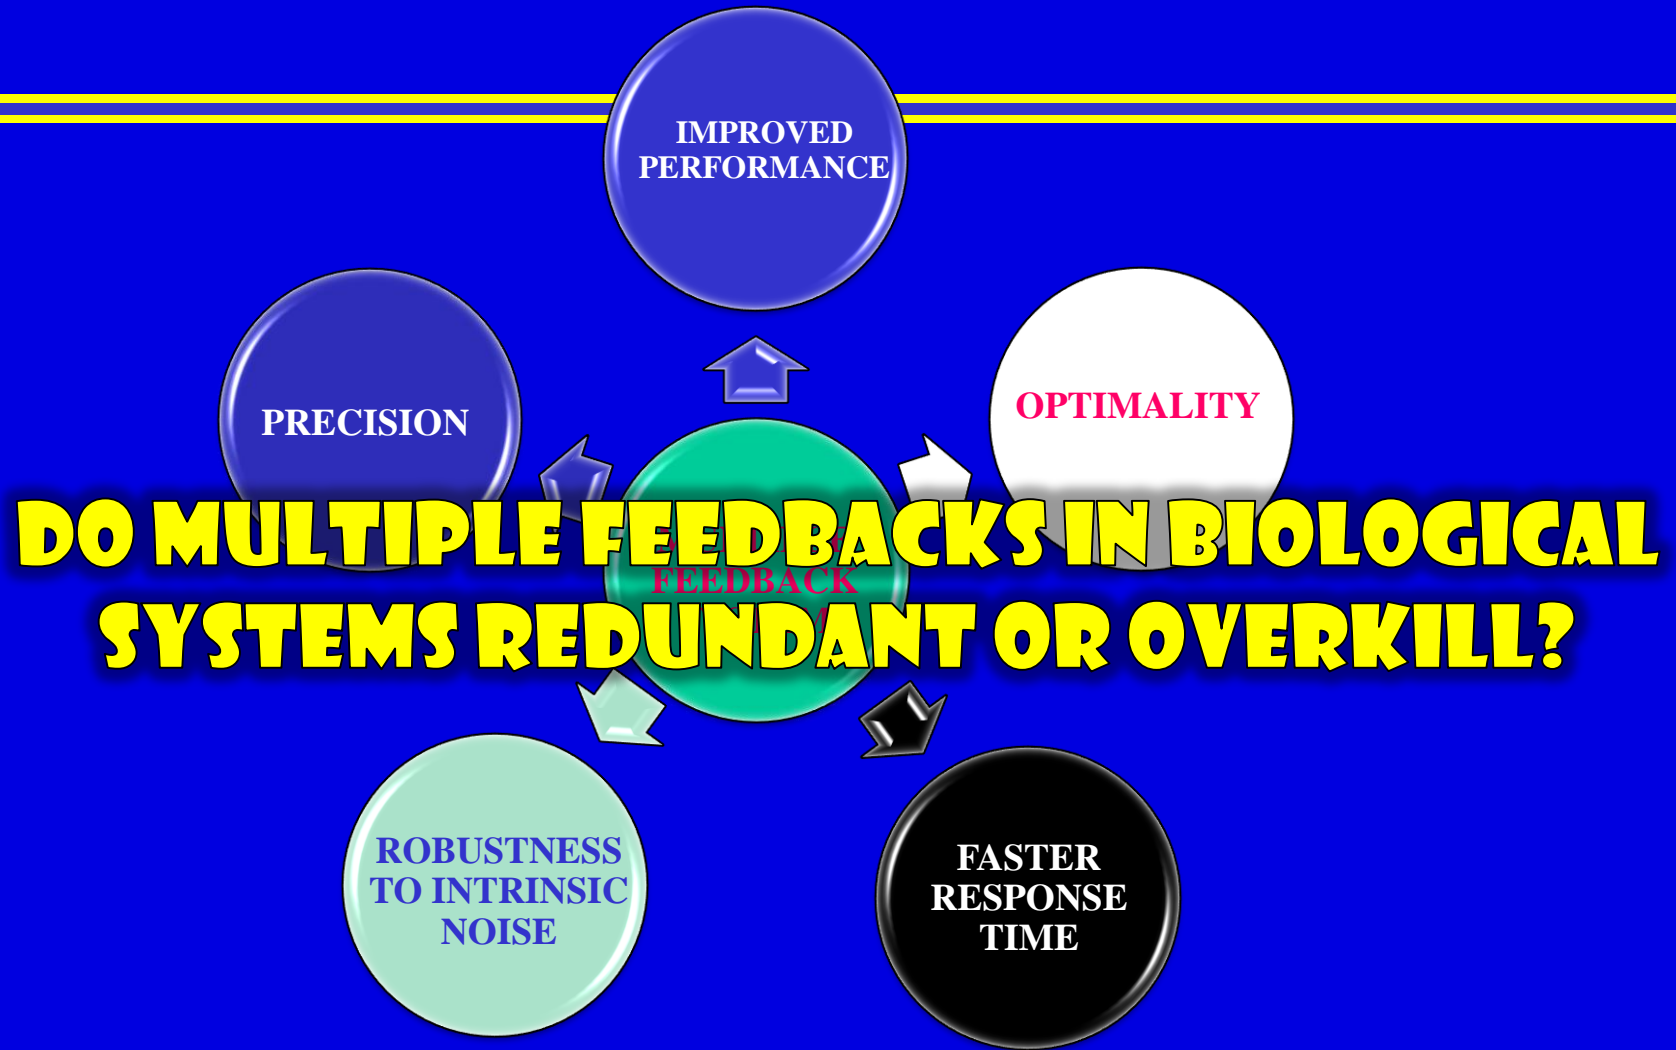 IMPROVED
PERFORMANCE
PRECISION
OPTIMALITY
DO MULTIPLE FEEDBACKS IN BIOLOGICAL
SYSTEMS REDUNDANT OR OVERKILL?
FEEDBACK
ROBUSTNESS
TO INTRINSIC
NOISE
FASTER
RESPONSE
TIME